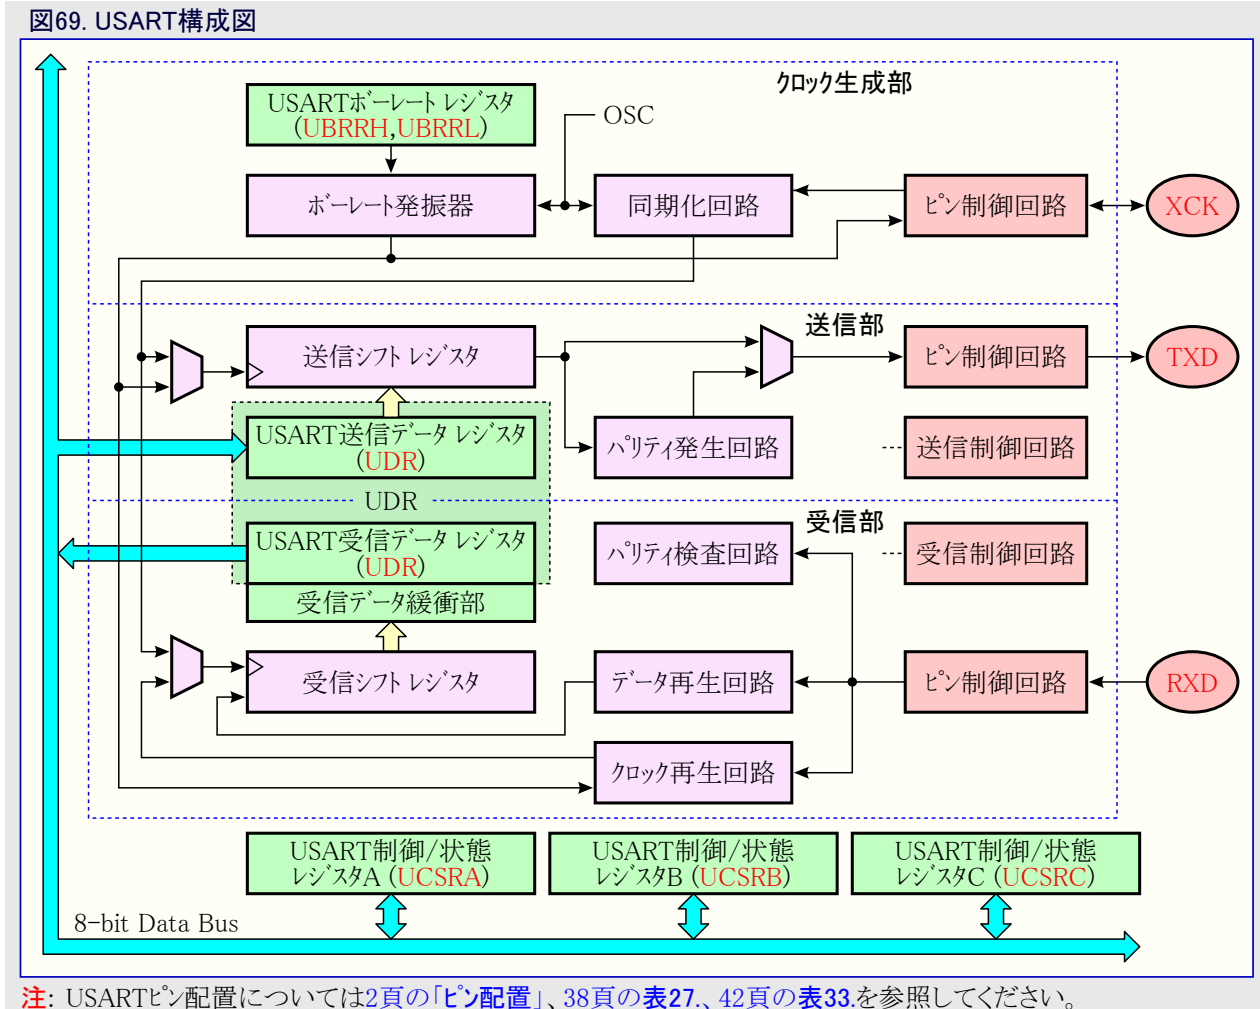 図69. USART構成図
クロック生成部
USARTボーレート レジスタ
(UBRRH,UBRRL)
OSC
ボーレート発振器
同期化回路
ピン制御回路
XCK
送信部
送信シフト レジスタ
ピン制御回路
TXD
USART送信データ レジスタ
(UDR)
パリティ発生回路
送信制御回路
UDR
受信部
USART受信データ レジスタ
(UDR)
パリティ検査回路
受信制御回路
受信データ緩衝部
受信シフト レジスタ
データ再生回路
ピン制御回路
RXD
クロック再生回路
USART制御/状態
レジスタA (UCSRA)
USART制御/状態
レジスタB (UCSRB)
USART制御/状態
レジスタC (UCSRC)
8-bit Data Bus
注: USARTピン配置については2頁の「ピン配置」、38頁の表27.、42頁の表33.を参照してください。